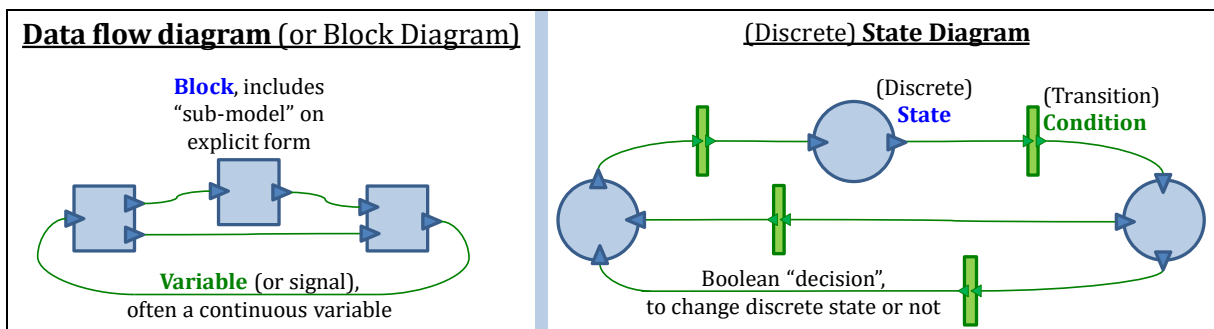 Data flow diagram (or Block Diagram)
Block, includes
“sub-model” on
explicit form
Variable (or signal),
often a continuous variable
(Discrete) State Diagram
(Discrete)
State
(Transition)
Condition
Boolean “decision”,
to change discrete state or not